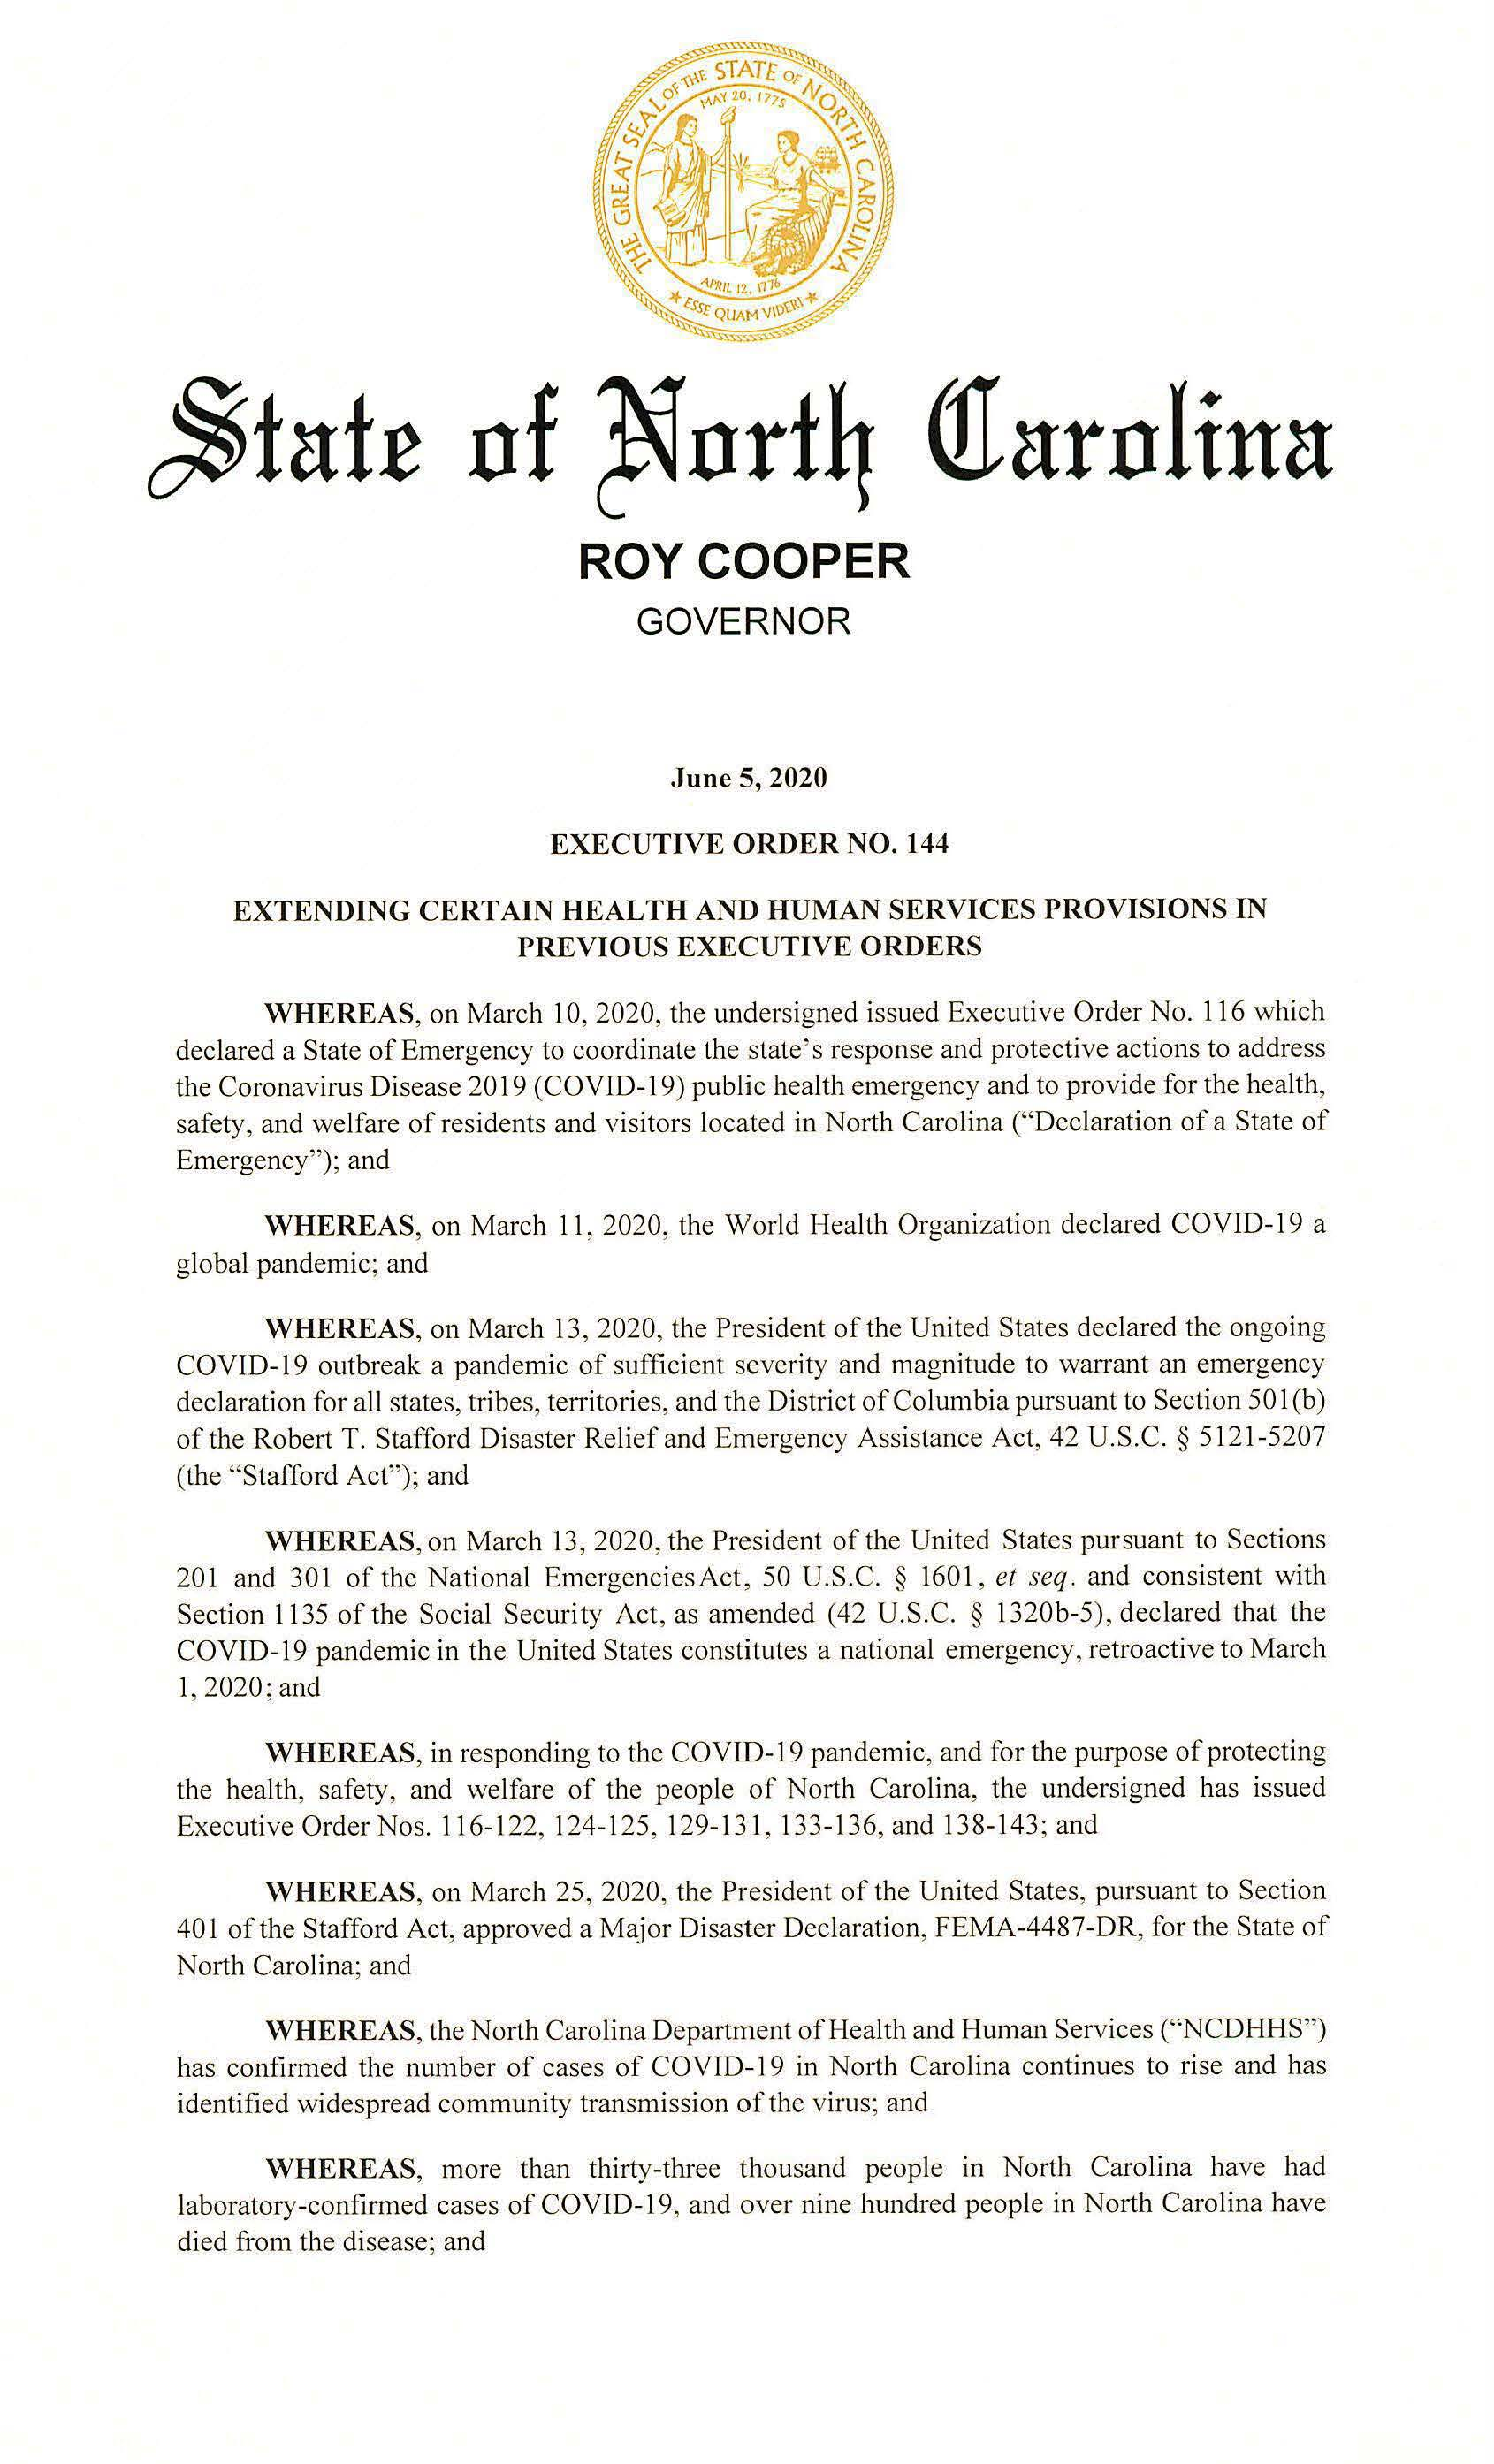 THE GREAT SEAL OF THE STATE OF NORTH CAROLINA
MAY 20, 1775
APRIL 12, 1776
★ ESSE QUAM VIDERI ★
State of North Carolina
ROY COOPER
GOVERNOR
June 5, 2020
EXECUTIVE ORDER NO. 144
EXTENDING CERTAIN HEALTH AND HUMAN SERVICES PROVISIONS IN
PREVIOUS EXECUTIVE ORDERS
WHEREAS, on March 10, 2020, the undersigned issued Executive Order No. 116 which
declared a State of Emergency to coordinate the state's response and protective actions to address
the Coronavirus Disease 2019 (COVID-19) public health emergency and to provide for the health,
safety, and welfare of residents and visitors located in North Carolina (“Declaration of a State of
Emergency”); and
WHEREAS, on March 11, 2020, the World Health Organization declared COVID-19 a
global pandemic; and
WHEREAS, on March 13, 2020, the President of the United States declared the ongoing
COVID-19 outbreak a pandemic of sufficient severity and magnitude to warrant an emergency
declaration for all states, tribes, territories, and the District of Columbia pursuant to Section 501(b)
of the Robert T. Stafford Disaster Relief and Emergency Assistance Act, 42 U.S.C. § 5121-5207
(the “Stafford Act”); and
WHEREAS, on March 13, 2020, the President of the United States pursuant to Sections
201 and 301 of the National Emergencies Act, 50 U.S.C. § 1601, et seq. and consistent with
Section 1135 of the Social Security Act, as amended (42 U.S.C. § 1320b-5), declared that the
COVID-19 pandemic in the United States constitutes a national emergency, retroactive to March
1, 2020; and
WHEREAS, in responding to the COVID-19 pandemic, and for the purpose of protecting
the health, safety, and welfare of the people of North Carolina, the undersigned has issued
Executive Order Nos. 116-122, 124-125, 129-131, 133-136, and 138-143; and
WHEREAS, on March 25, 2020, the President of the United States, pursuant to Section
401 of the Stafford Act, approved a Major Disaster Declaration, FEMA-4487-DR, for the State of
North Carolina; and
WHEREAS, the North Carolina Department of Health and Human Services (“NCDHHS”)
has confirmed the number of cases of COVID-19 in North Carolina continues to rise and has
identified widespread community transmission of the virus; and
WHEREAS, more than thirty-three thousand people in North Carolina have had
laboratory-confirmed cases of COVID-19, and over nine hundred people in North Carolina have
died from the disease; and